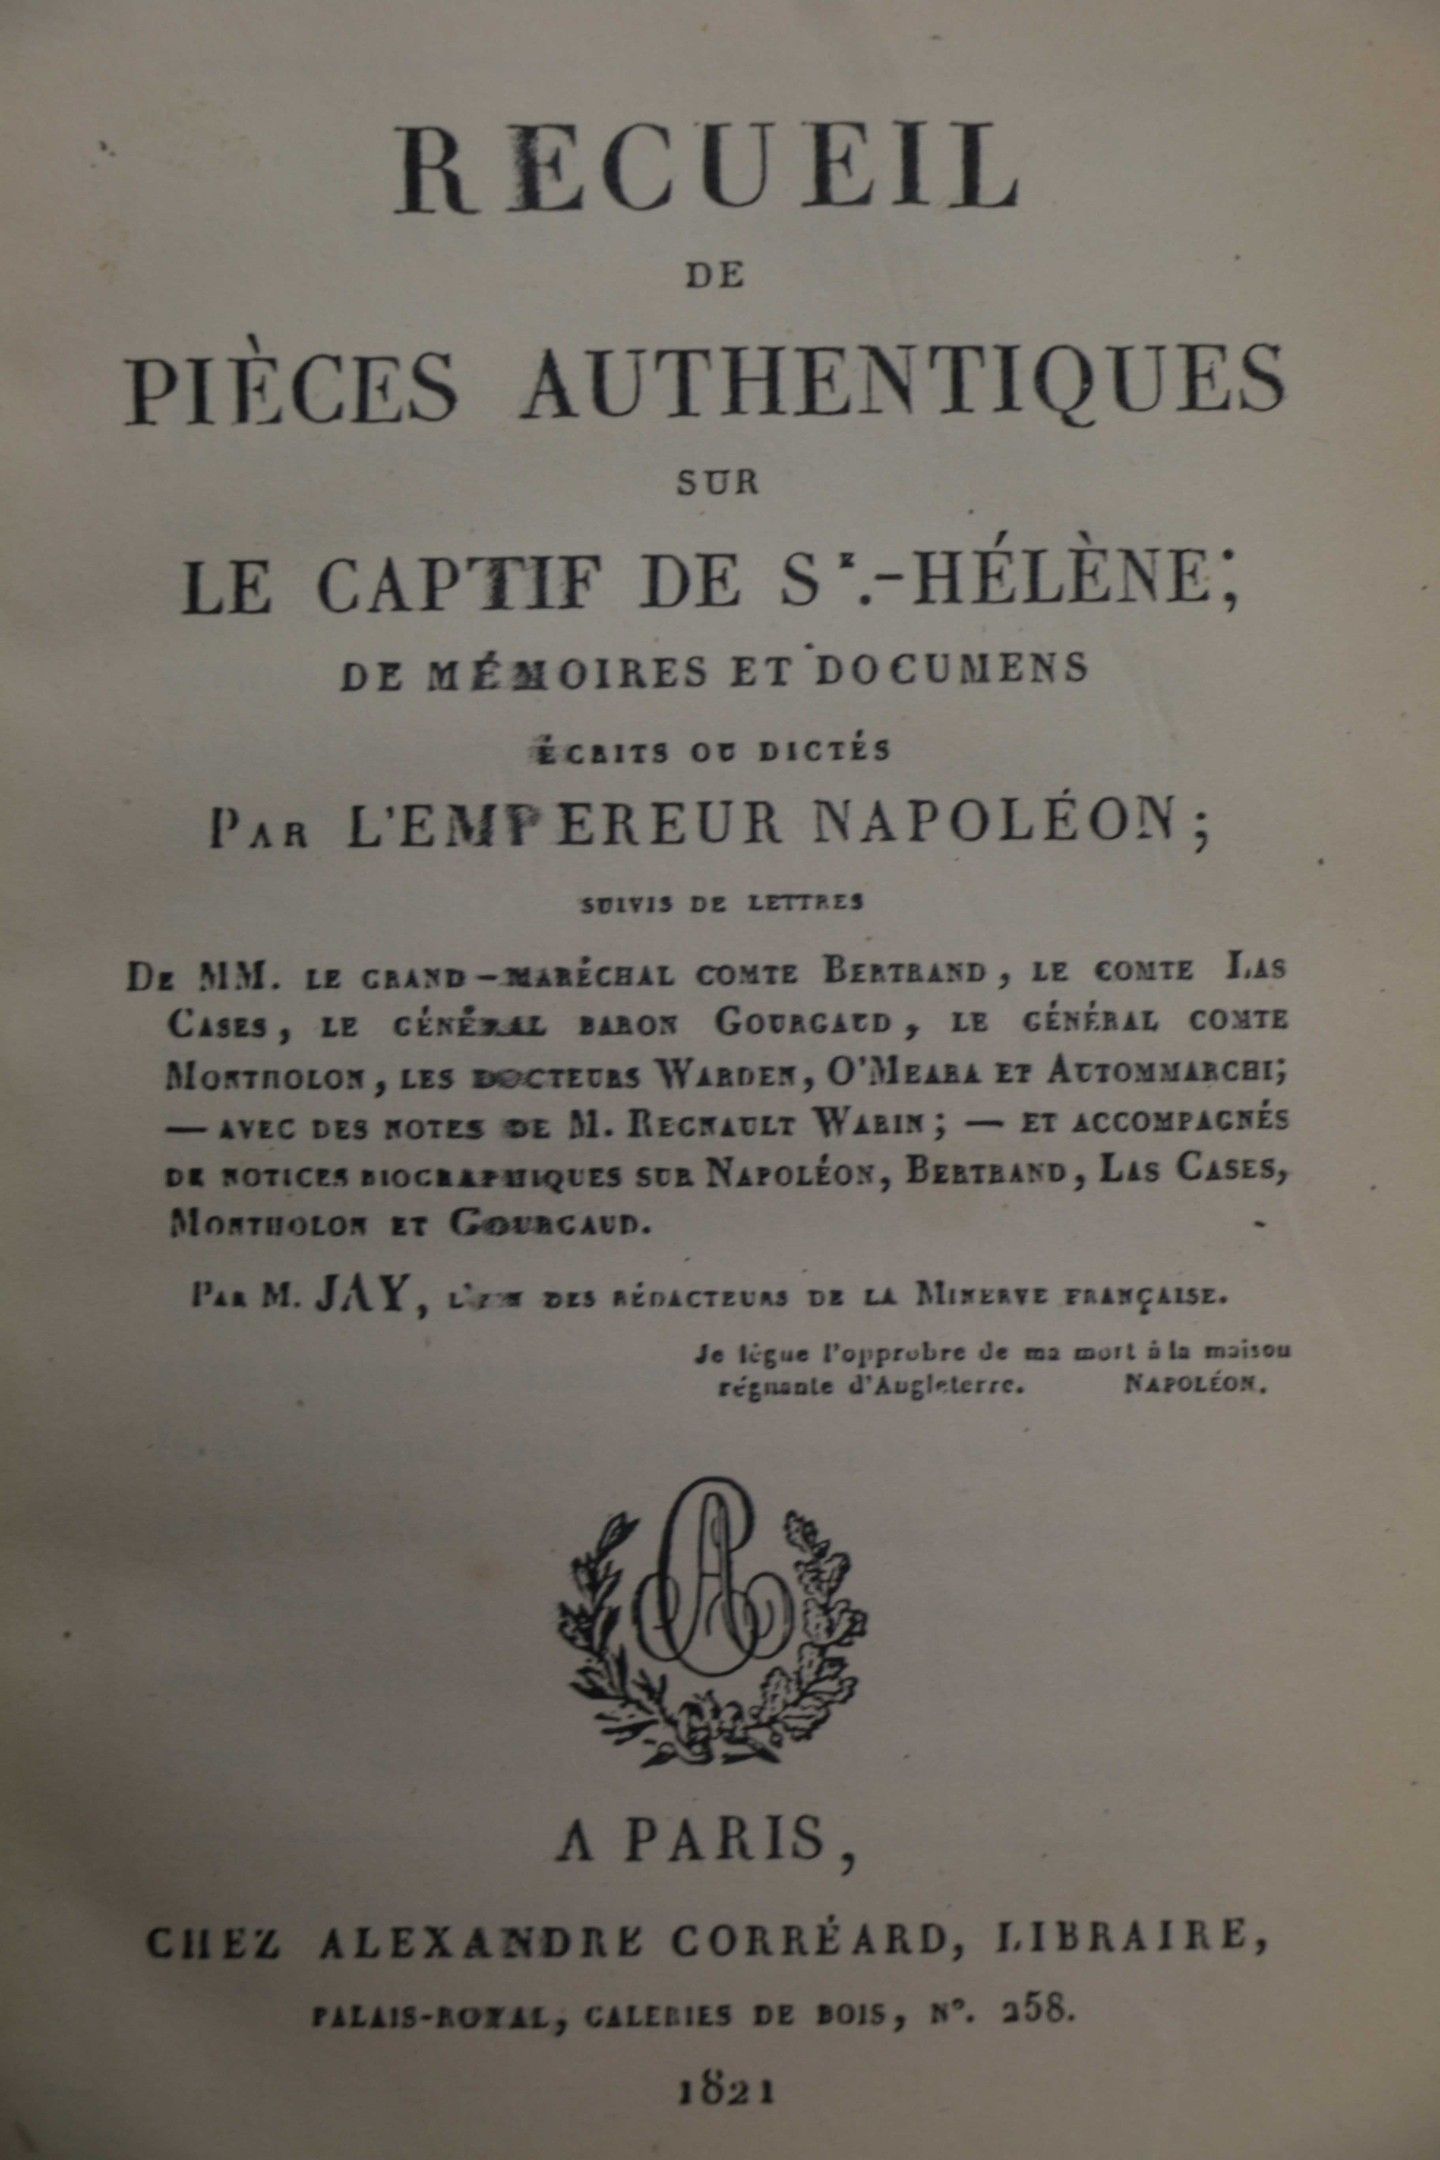 RECUEIL
DE
PIÈCES AUTHENTIQUES
SUR
LE CAPTIF DE Sᴱ.-HÉLÈNE;
DE MÉMOIRES ET DOCUMENS
ÉCRITS OU DICTÉS
PAR L'EMPEREUR NAPOLÉON;
SUIVIS DE LETTRES
DE MM. LE GRAND-MARÉCHAL COMTE BERTRAND, LE COMTE LAS
CASES, LE GÉNÉRAL BARON GOURGAUD, LE GÉNÉRAL COMTE
MONTHOLON, LES DOCTEURS WARDEN, O'MEARA ET AUTOMMARCHI;
— AVEC DES NOTES DE M. REGNAULT WARIN; — ET ACCOMPAGNÉS
DE NOTICES BIOGRAPHIQUES SUR NAPOLÉON, BERTRAND, LAS CASES,
MONTHOLON ET GOURGAUD.
PAR M. JAY, L'UN DES RÉDACTEURS DE LA MINERVE FRANÇAISE.
Je lègue l'opprobre de ma mort à la maison
régnante d'Angleterre. NAPOLÉON.
AC
A PARIS,
CHEZ ALEXANDRE CORRÉARD, LIBRAIRE,
PALAIS-ROYAL, GALERIES DE BOIS, N°. 258.
1821